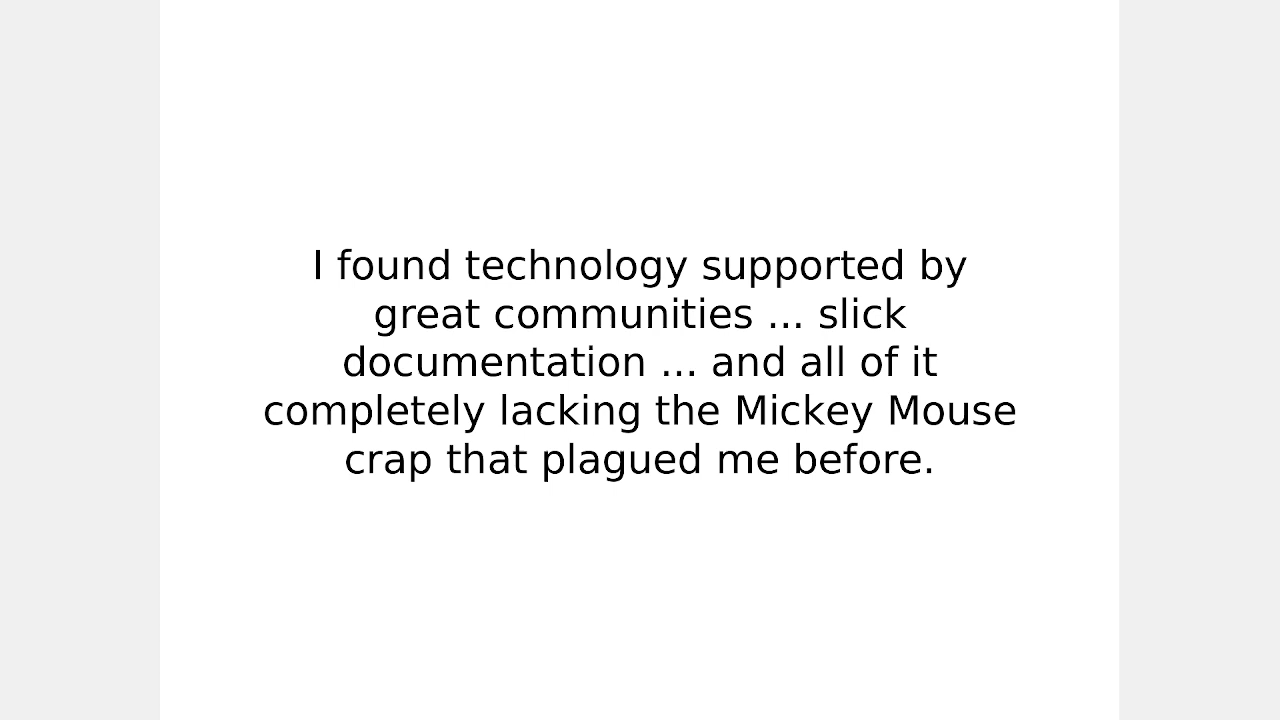 I found technology supported by
great communities ... slick
documentation ... and all of it
completely lacking the Mickey Mouse
crap that plagued me before.